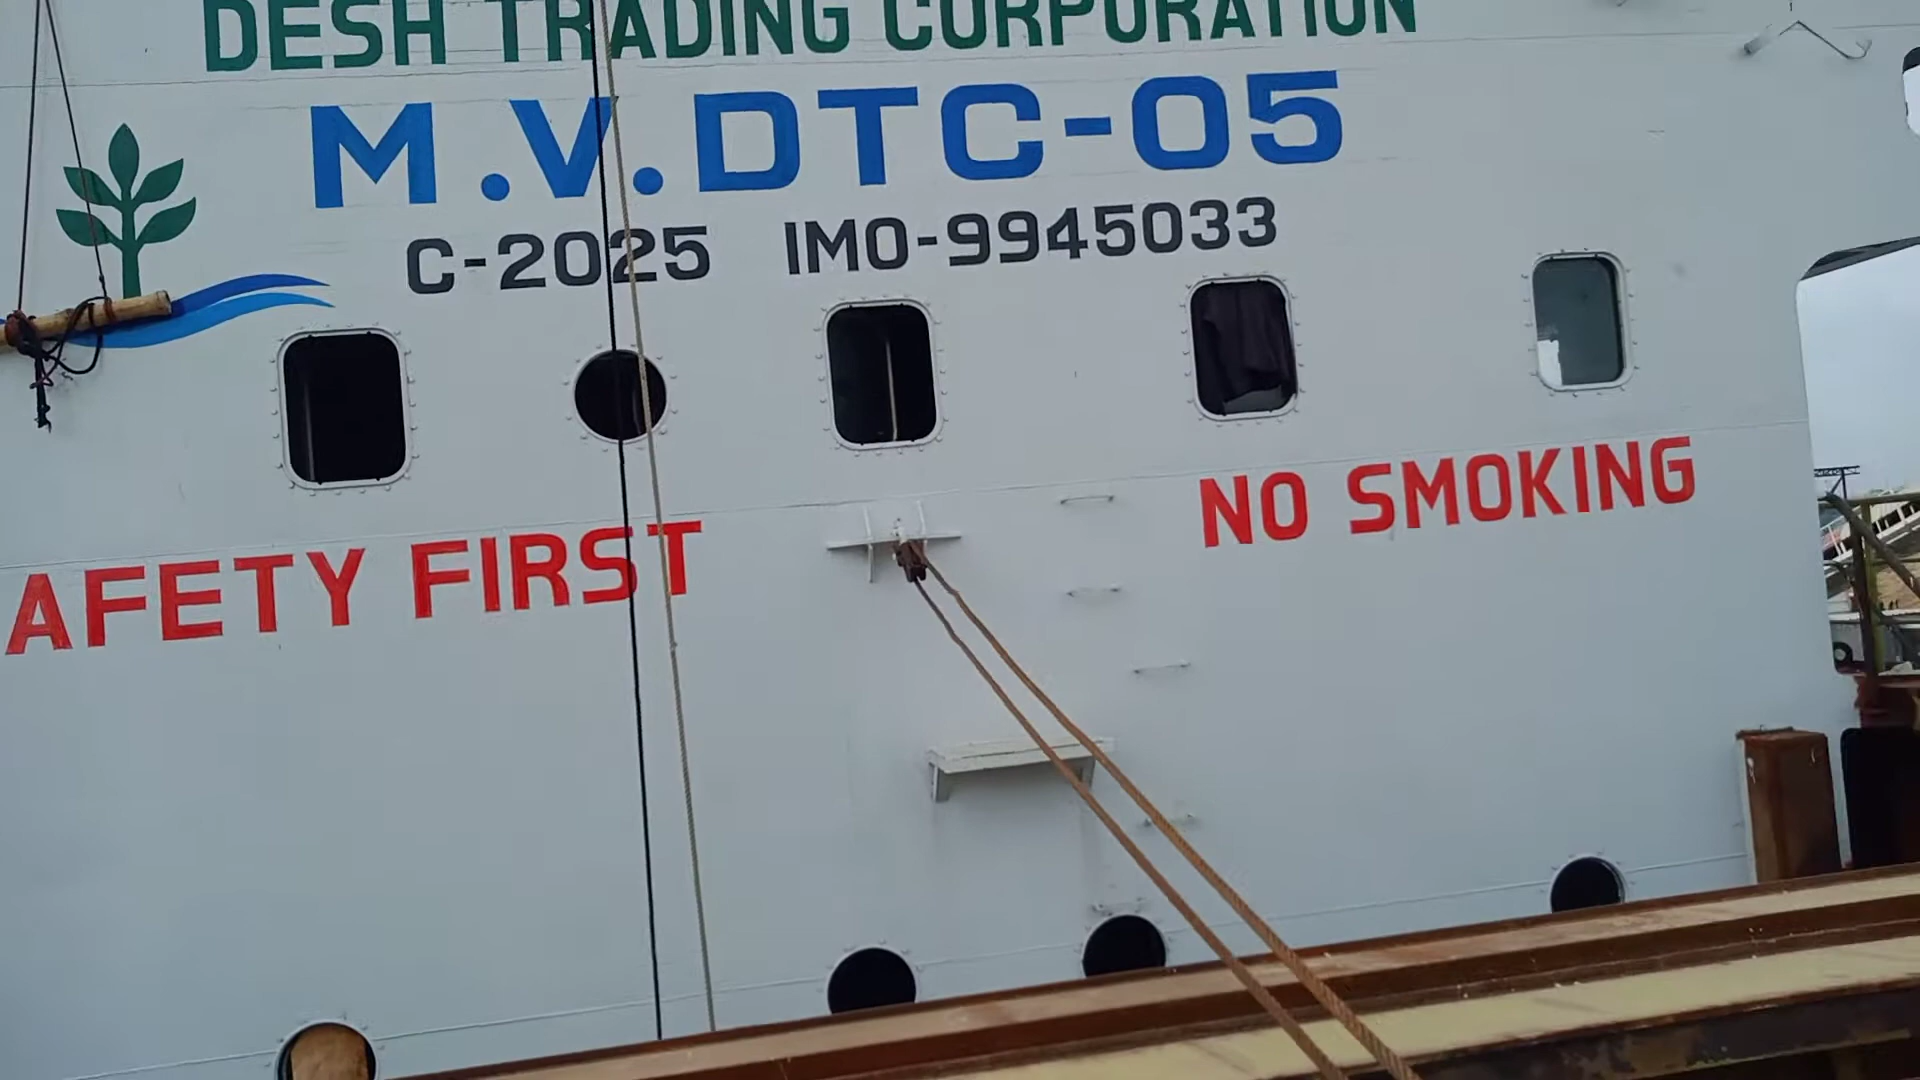 DESH TRADING CORPORATION
M.V.DTC-05
C-2025 IMO-9945033
AFETY FIRST
NO SMOKING